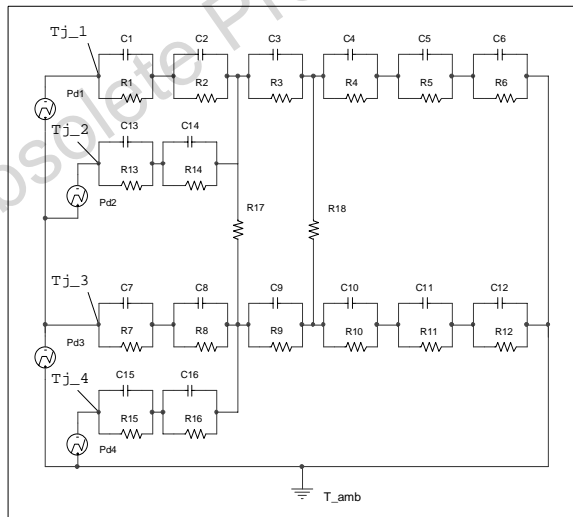 bsolete Pr
Tj_1
C1 C2 C3 C4 C5 C6
R1 R2 R3 R4 R5 R6
Pd1
Tj_2
C13 C14
R13 R14
Pd2
R17 R18
Tj_3
C7 C8 C9 C10 C11 C12
R7 R8 R9 R10 R11 R12
Pd3
Tj_4
C15 C16
R15 R16
Pd4
T_amb